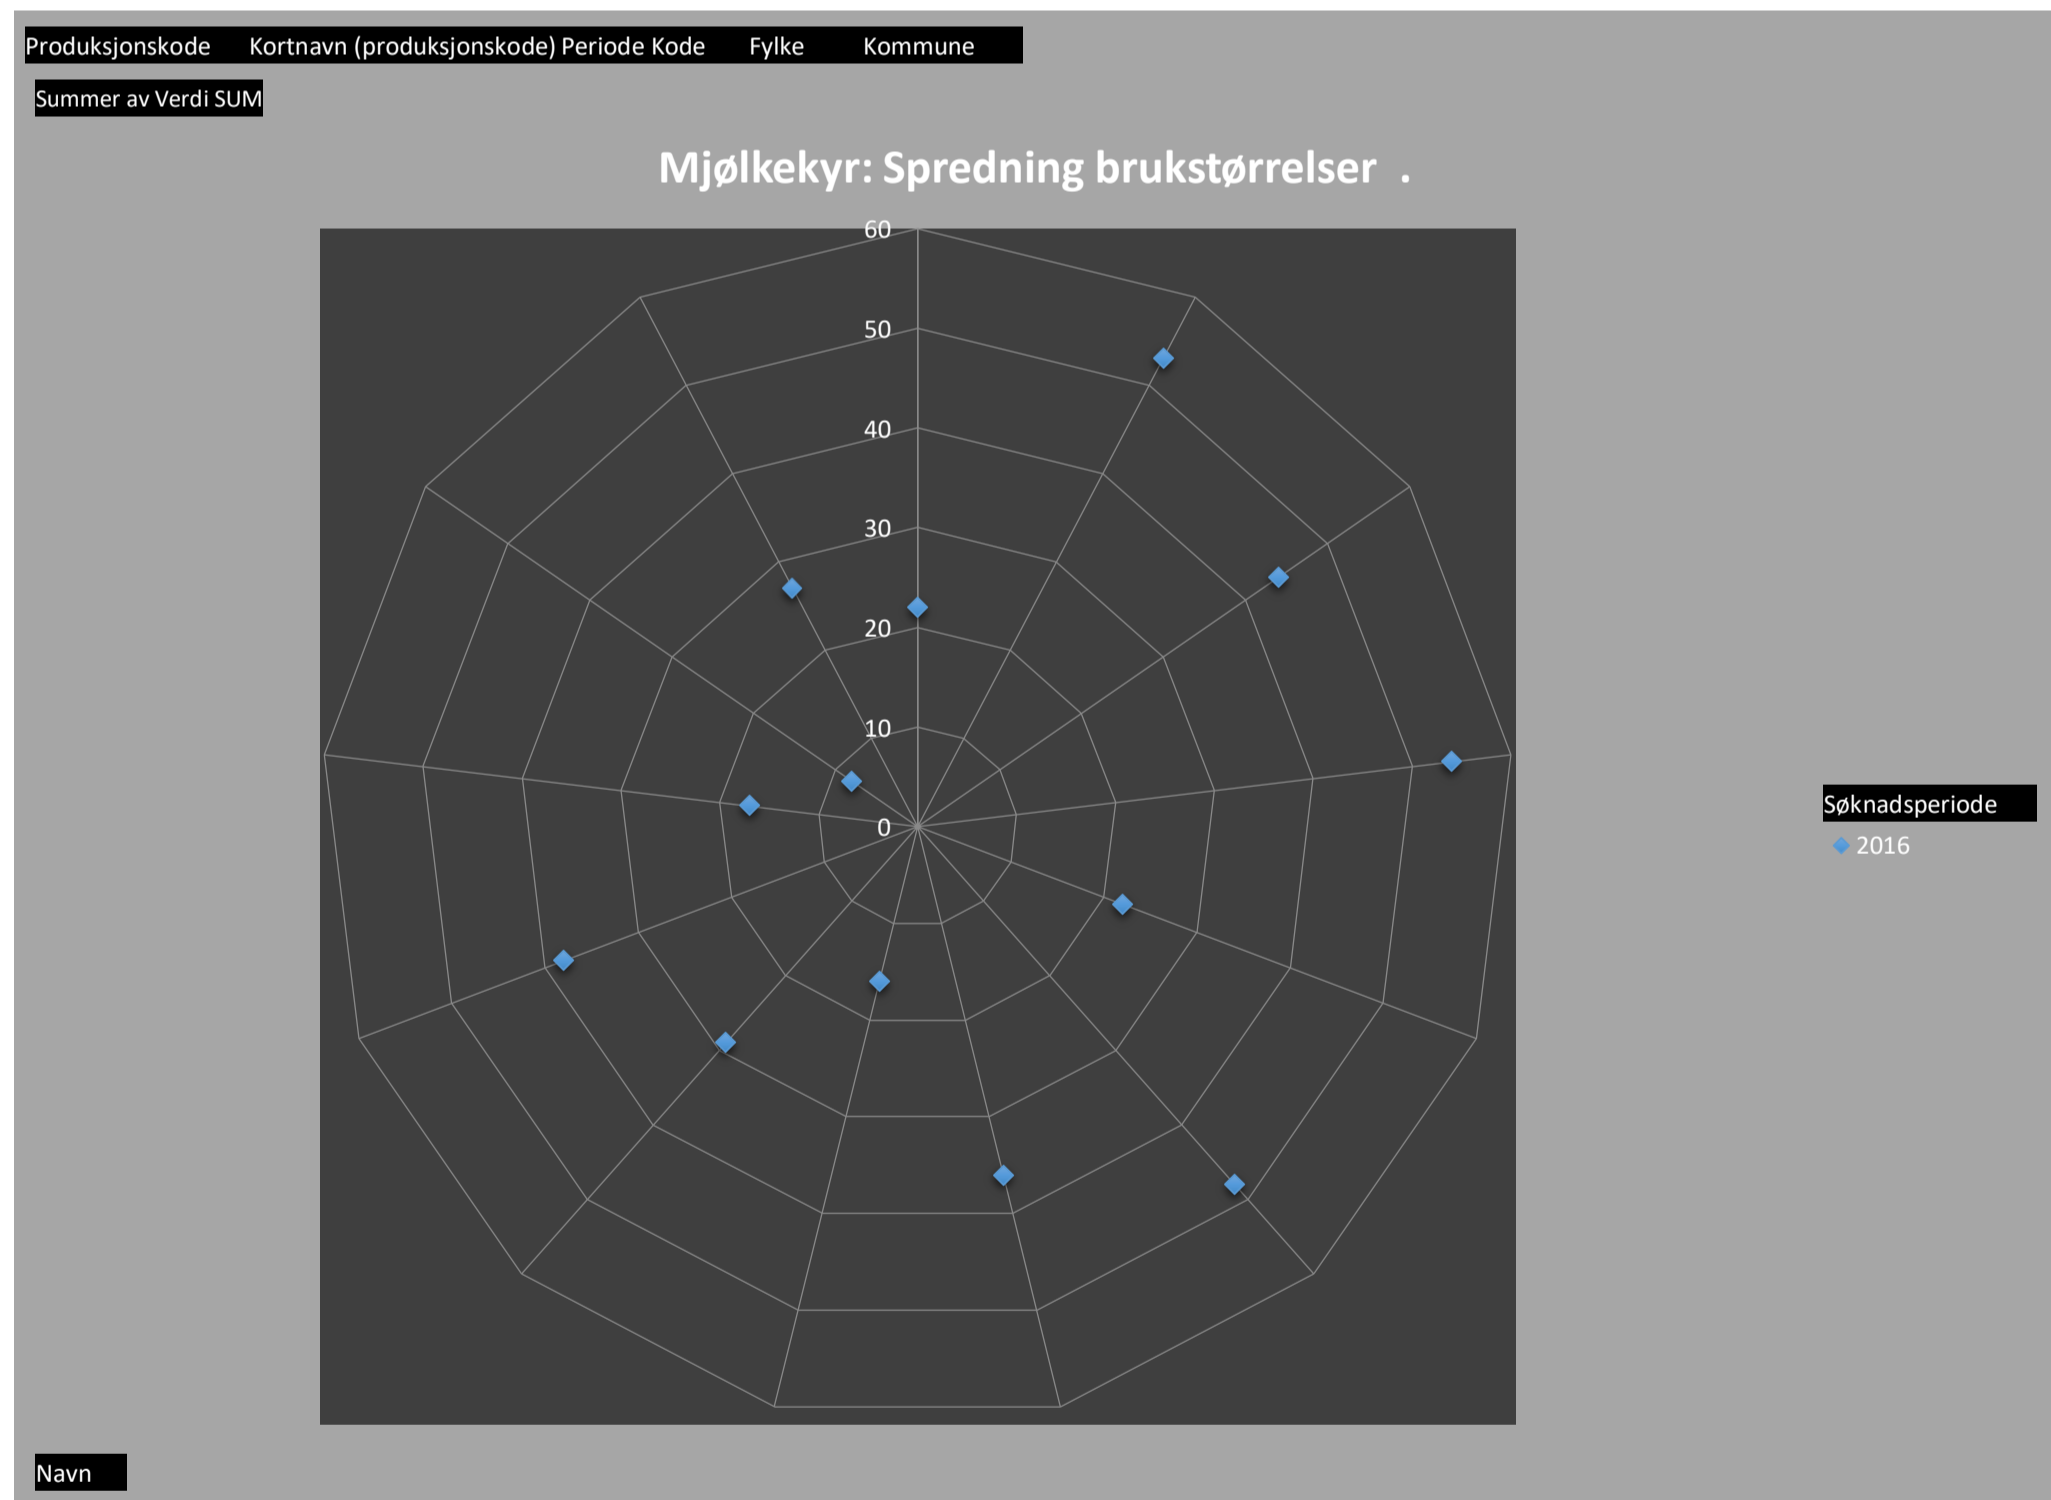 Produksjonskode Kortnavn (produksjonskode) Periode Kode Fylke Kommune
Summer av Verdi SUM
Mjølkekyr: Spredning brukstørrelser .
60
50
40
30
20
10
0
Søknadsperiode
2016
Navn